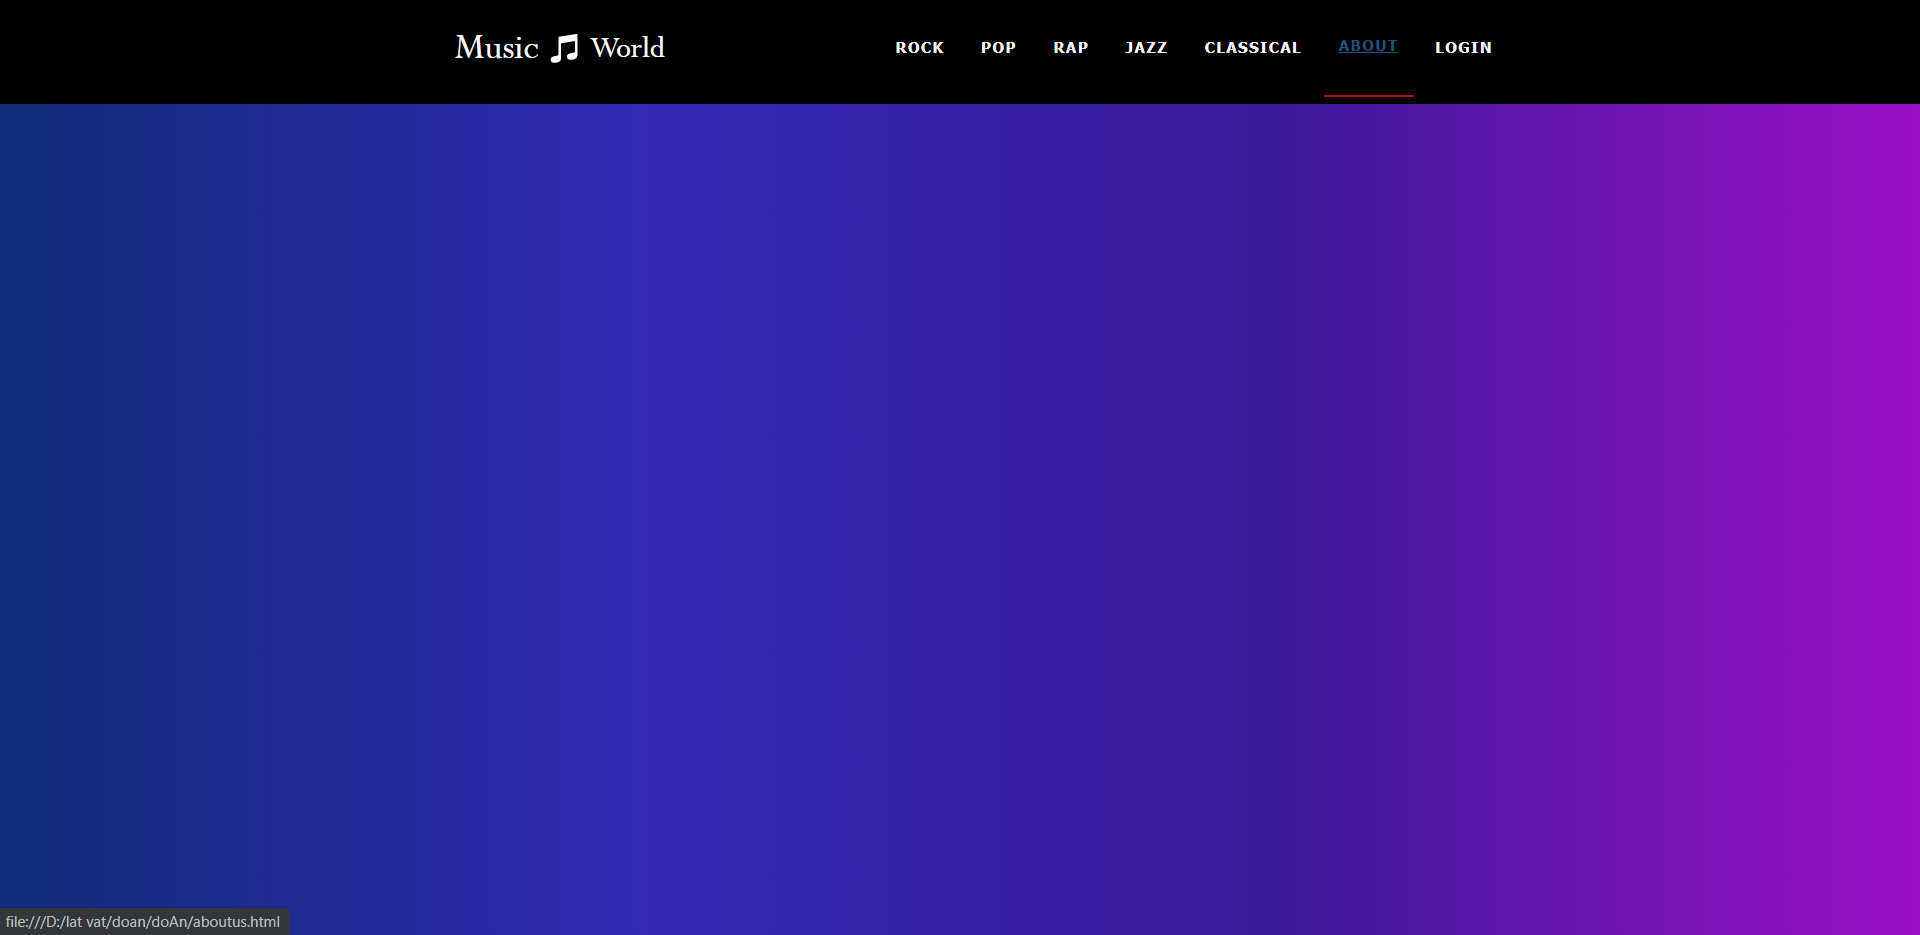 Music World ROCK POP RAP JAZZ CLASSICAL ABOUT LOGIN
file:///D:/lat vat/doan/doAn/aboutus.html